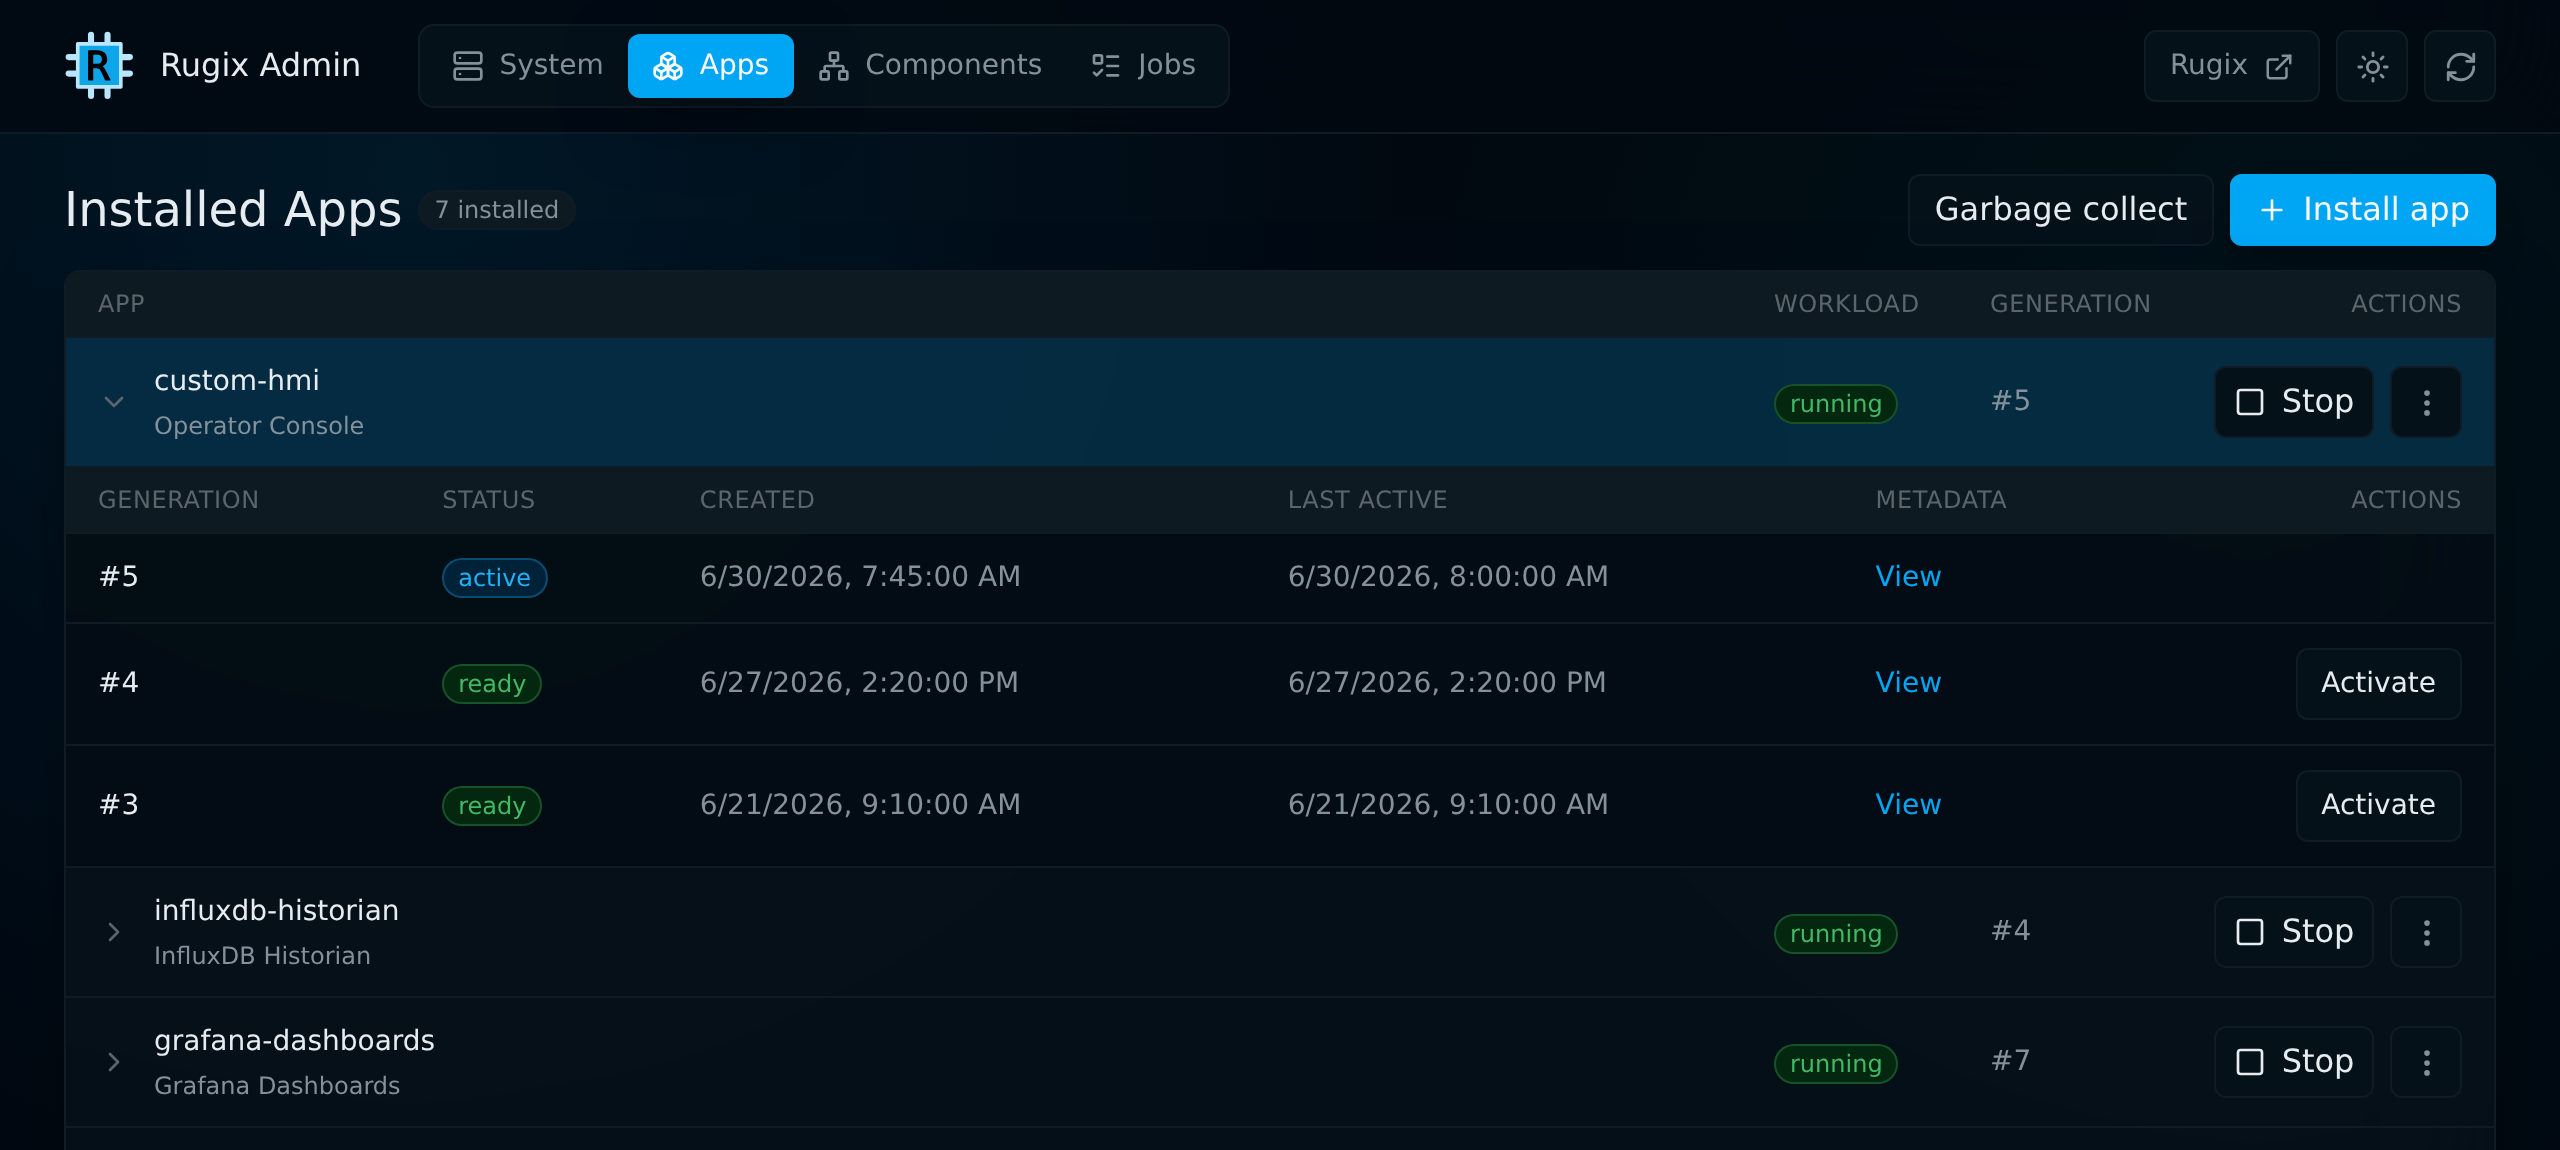 R Rugix Admin System Apps Components Jobs Rugix
Installed Apps 7 installed Garbage collect + Install app
APP WORKLOAD GENERATION ACTIONS
custom-hmi
Operator Console
running #5 Stop
GENERATION STATUS CREATED LAST ACTIVE METADATA ACTIONS
#5 active 6/30/2026, 7:45:00 AM 6/30/2026, 8:00:00 AM View
#4 ready 6/27/2026, 2:20:00 PM 6/27/2026, 2:20:00 PM View Activate
#3 ready 6/21/2026, 9:10:00 AM 6/21/2026, 9:10:00 AM View Activate
influxdb-historian
InfluxDB Historian
running #4 Stop
grafana-dashboards
Grafana Dashboards
running #7 Stop